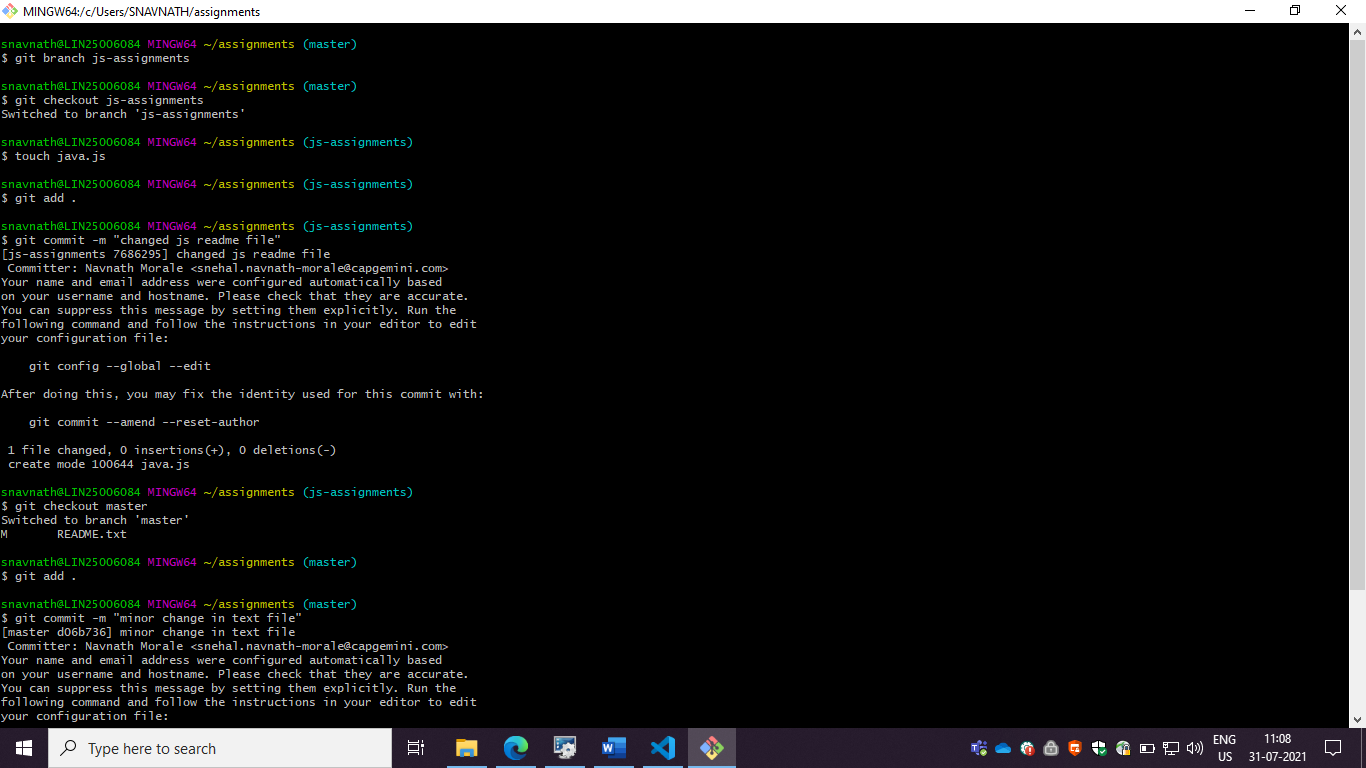 MINGW64:/c/Users/SNAVNATH/assignments
snavnath@LIN25006084 MINGW64 ~/assignments (master)
$ git branch js-assignments
snavnath@LIN25006084 MINGW64 ~/assignments (master)
$ git checkout js-assignments
Switched to branch 'js-assignments'
snavnath@LIN25006084 MINGW64 ~/assignments (js-assignments)
$ touch java.js
snavnath@LIN25006084 MINGW64 ~/assignments (js-assignments)
$ git add .
snavnath@LIN25006084 MINGW64 ~/assignments (js-assignments)
$ git commit -m "changed js readme file"
[js-assignments 7686295] changed js readme file
Committer: Navnath Morale <snehal.navnath-morale@capgemini.com>
Your name and email address were configured automatically based
on your username and hostname. Please check that they are accurate.
You can suppress this message by setting them explicitly. Run the
following command and follow the instructions in your editor to edit
your configuration file:
git config --global --edit
After doing this, you may fix the identity used for this commit with:
git commit --amend --reset-author
1 file changed, 0 insertions(+), 0 deletions(-)
create mode 100644 java.js
snavnath@LIN25006084 MINGW64 ~/assignments (js-assignments)
$ git checkout master
Switched to branch 'master'
M README.txt
snavnath@LIN25006084 MINGW64 ~/assignments (master)
$ git add .
snavnath@LIN25006084 MINGW64 ~/assignments (master)
$ git commit -m "minor change in text file"
[master d06b736] minor change in text file
Committer: Navnath Morale <snehal.navnath-morale@capgemini.com>
Your name and email address were configured automatically based
on your username and hostname. Please check that they are accurate.
You can suppress this message by setting them explicitly. Run the
following command and follow the instructions in your editor to edit
your configuration file:
Type here to search
ENG
US
11:08
31-07-2021